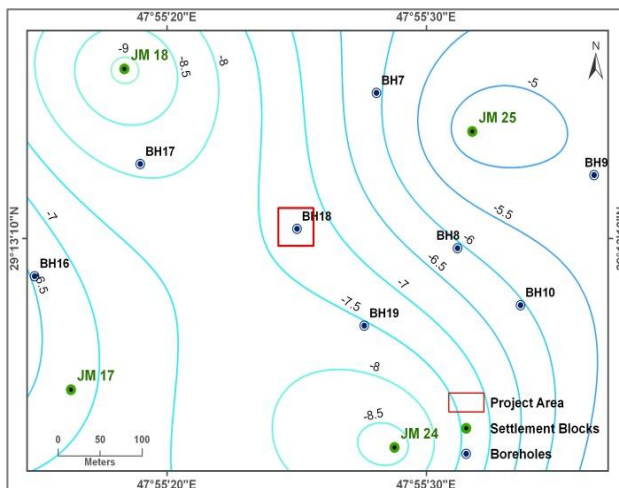 47°55'20"E
47°55'30"E
-9
JM 18
-8.5
-8
N
BH7
-5
JM 25
BH17
BH9
29°13'10"N
-7
BH18
-5.5
BH8
-6
-6.5
BH16
-7
BH10
-7.5
BH19
JM 17
-8
Project Area
-8.5
JM 24
Settlement Blocks
0
50
100
Meters
Boreholes
47°55'20"E
47°55'30"E